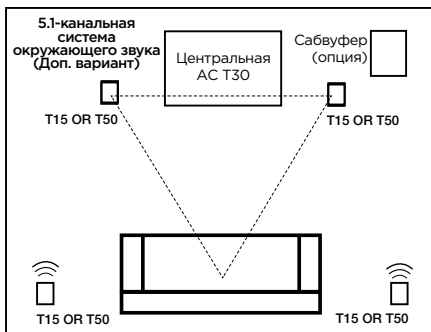 5.1-канальная
система
окружающего звука
(Доп. вариант)
Центральная
АС Т30
Сабвуфер
(опция)
T15 OR T50
T15 OR T50
T15 OR T50
T15 OR T50